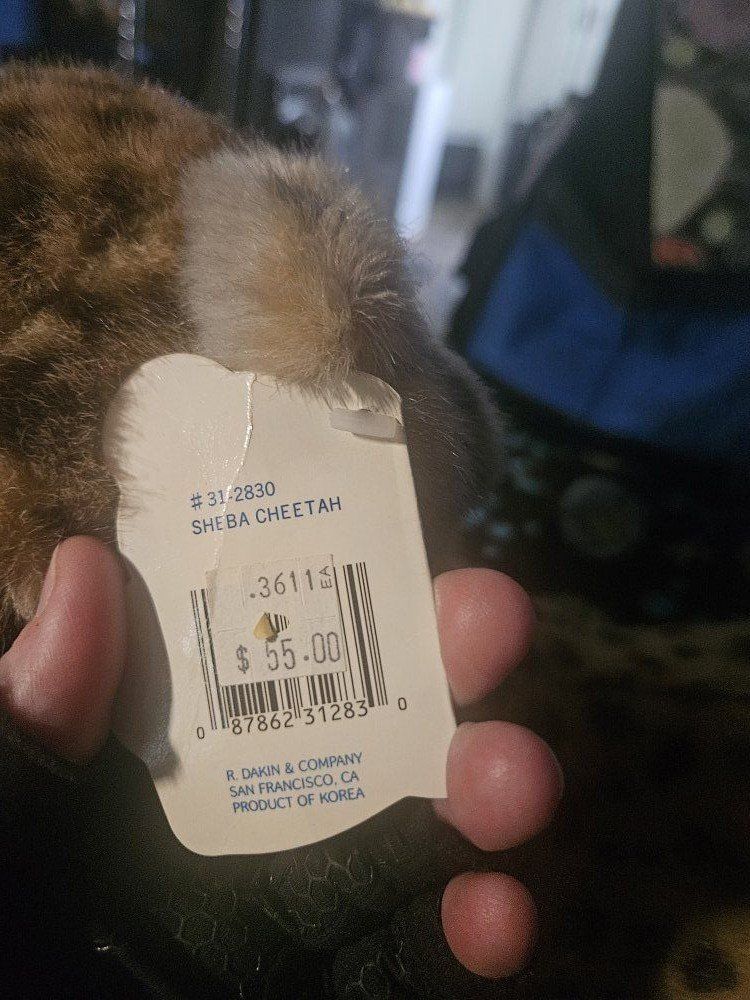 # 31-2830
SHEBA CHEETAH
.3611 EA
$ 55.00
0 87862 31283 0
R. DAKIN & COMPANY
SAN FRANCISCO, CA
PRODUCT OF KOREA